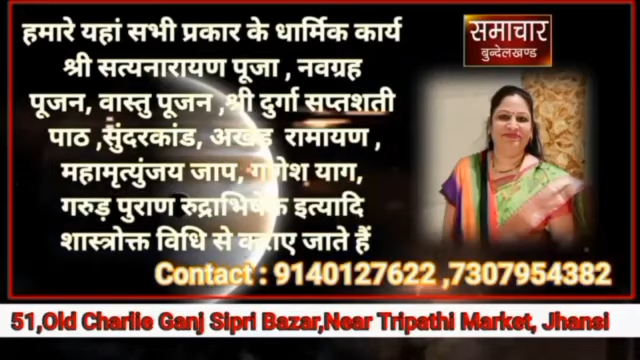 हमारे यहां सभी प्रकार के धार्मिक कार्य
श्री सत्यनारायण पूजा , नवग्रह
पूजन, वास्तु पूजन ,श्री दुर्गा सप्तशती
पाठ ,सुंदरकांड, अखंड रामायण ,
महामृत्युंजय जाप, गणेश याग,
गरुड़ पुराण रुद्राभिषेक इत्यादि
शास्त्रोक्त विधि से कराए जाते हैं
समाचार
बुन्देलखण्ड
Contact : 9140127622 ,7307954382
51,Old Charlie Ganj Sipri Bazar,Near Tripathi Market, Jhansi